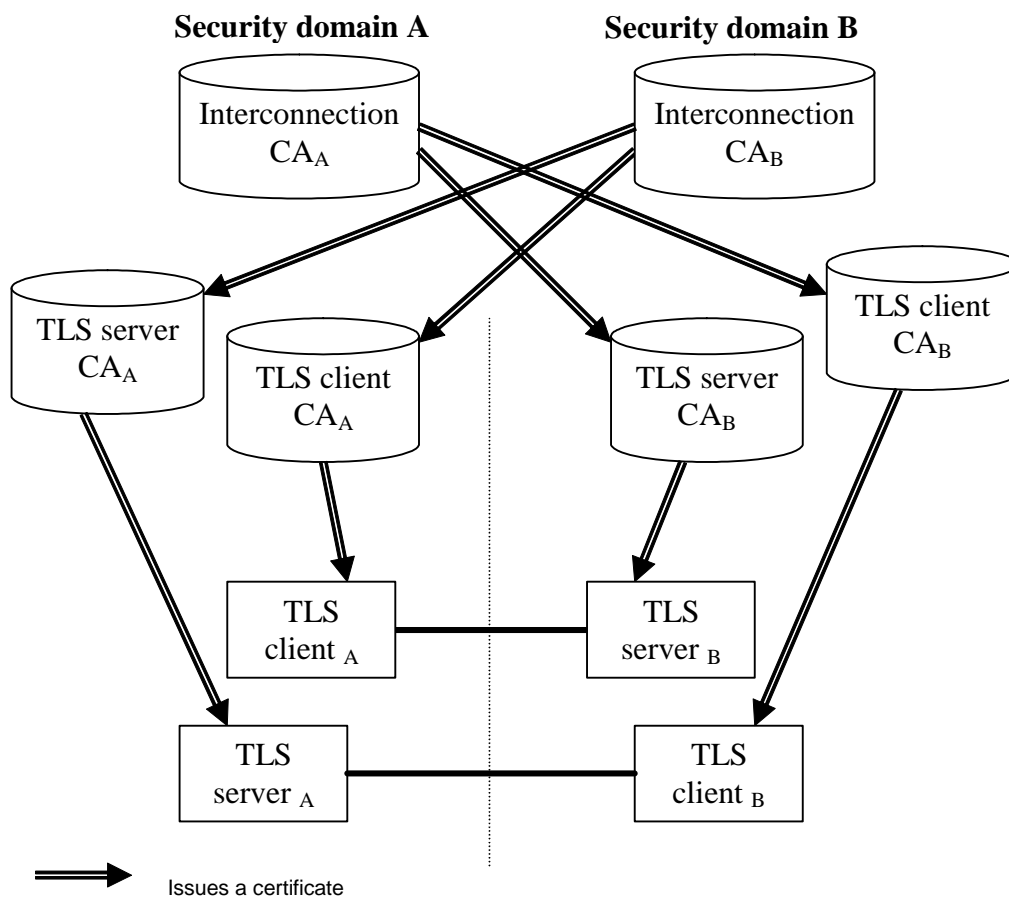 Security domain A
Security domain B
Interconnection
CAA
Interconnection
CAB
TLS server
CAA
TLS client
CAA
TLS server
CAB
TLS client
CAB
TLS
client A
TLS
server B
TLS
server A
TLS
client B
Issues a certificate